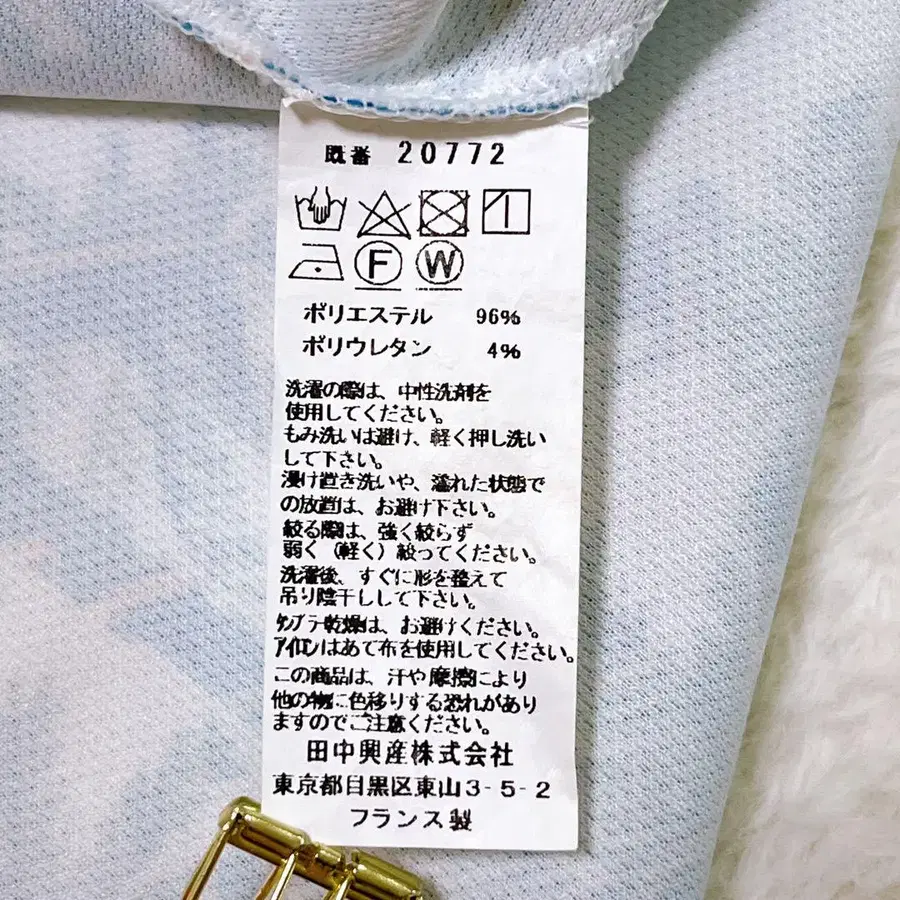 既番 20772
F W
ポリエステル 96%
ポリウレタン 4%
洗濯の際は、中性洗剤を
使用してください。
もみ洗いは避け、軽く押し洗い
して下さい。
浸け置き洗いや、濡れた状態で
の放置は、お避け下さい。
絞る際は、強く絞らず
弱く（軽く）絞ってください。
洗濯後、すぐに形を整えて
吊り陰干しして下さい。
タンブラ乾燥は、お避けください。
アイロンはあて布を使用してください。
この商品は、汗や摩擦により
他の物に色移りする恐れがあり
ますのでご注意ください。
田中興産株式会社
東京都目黒区東山3-5-2
フランス製